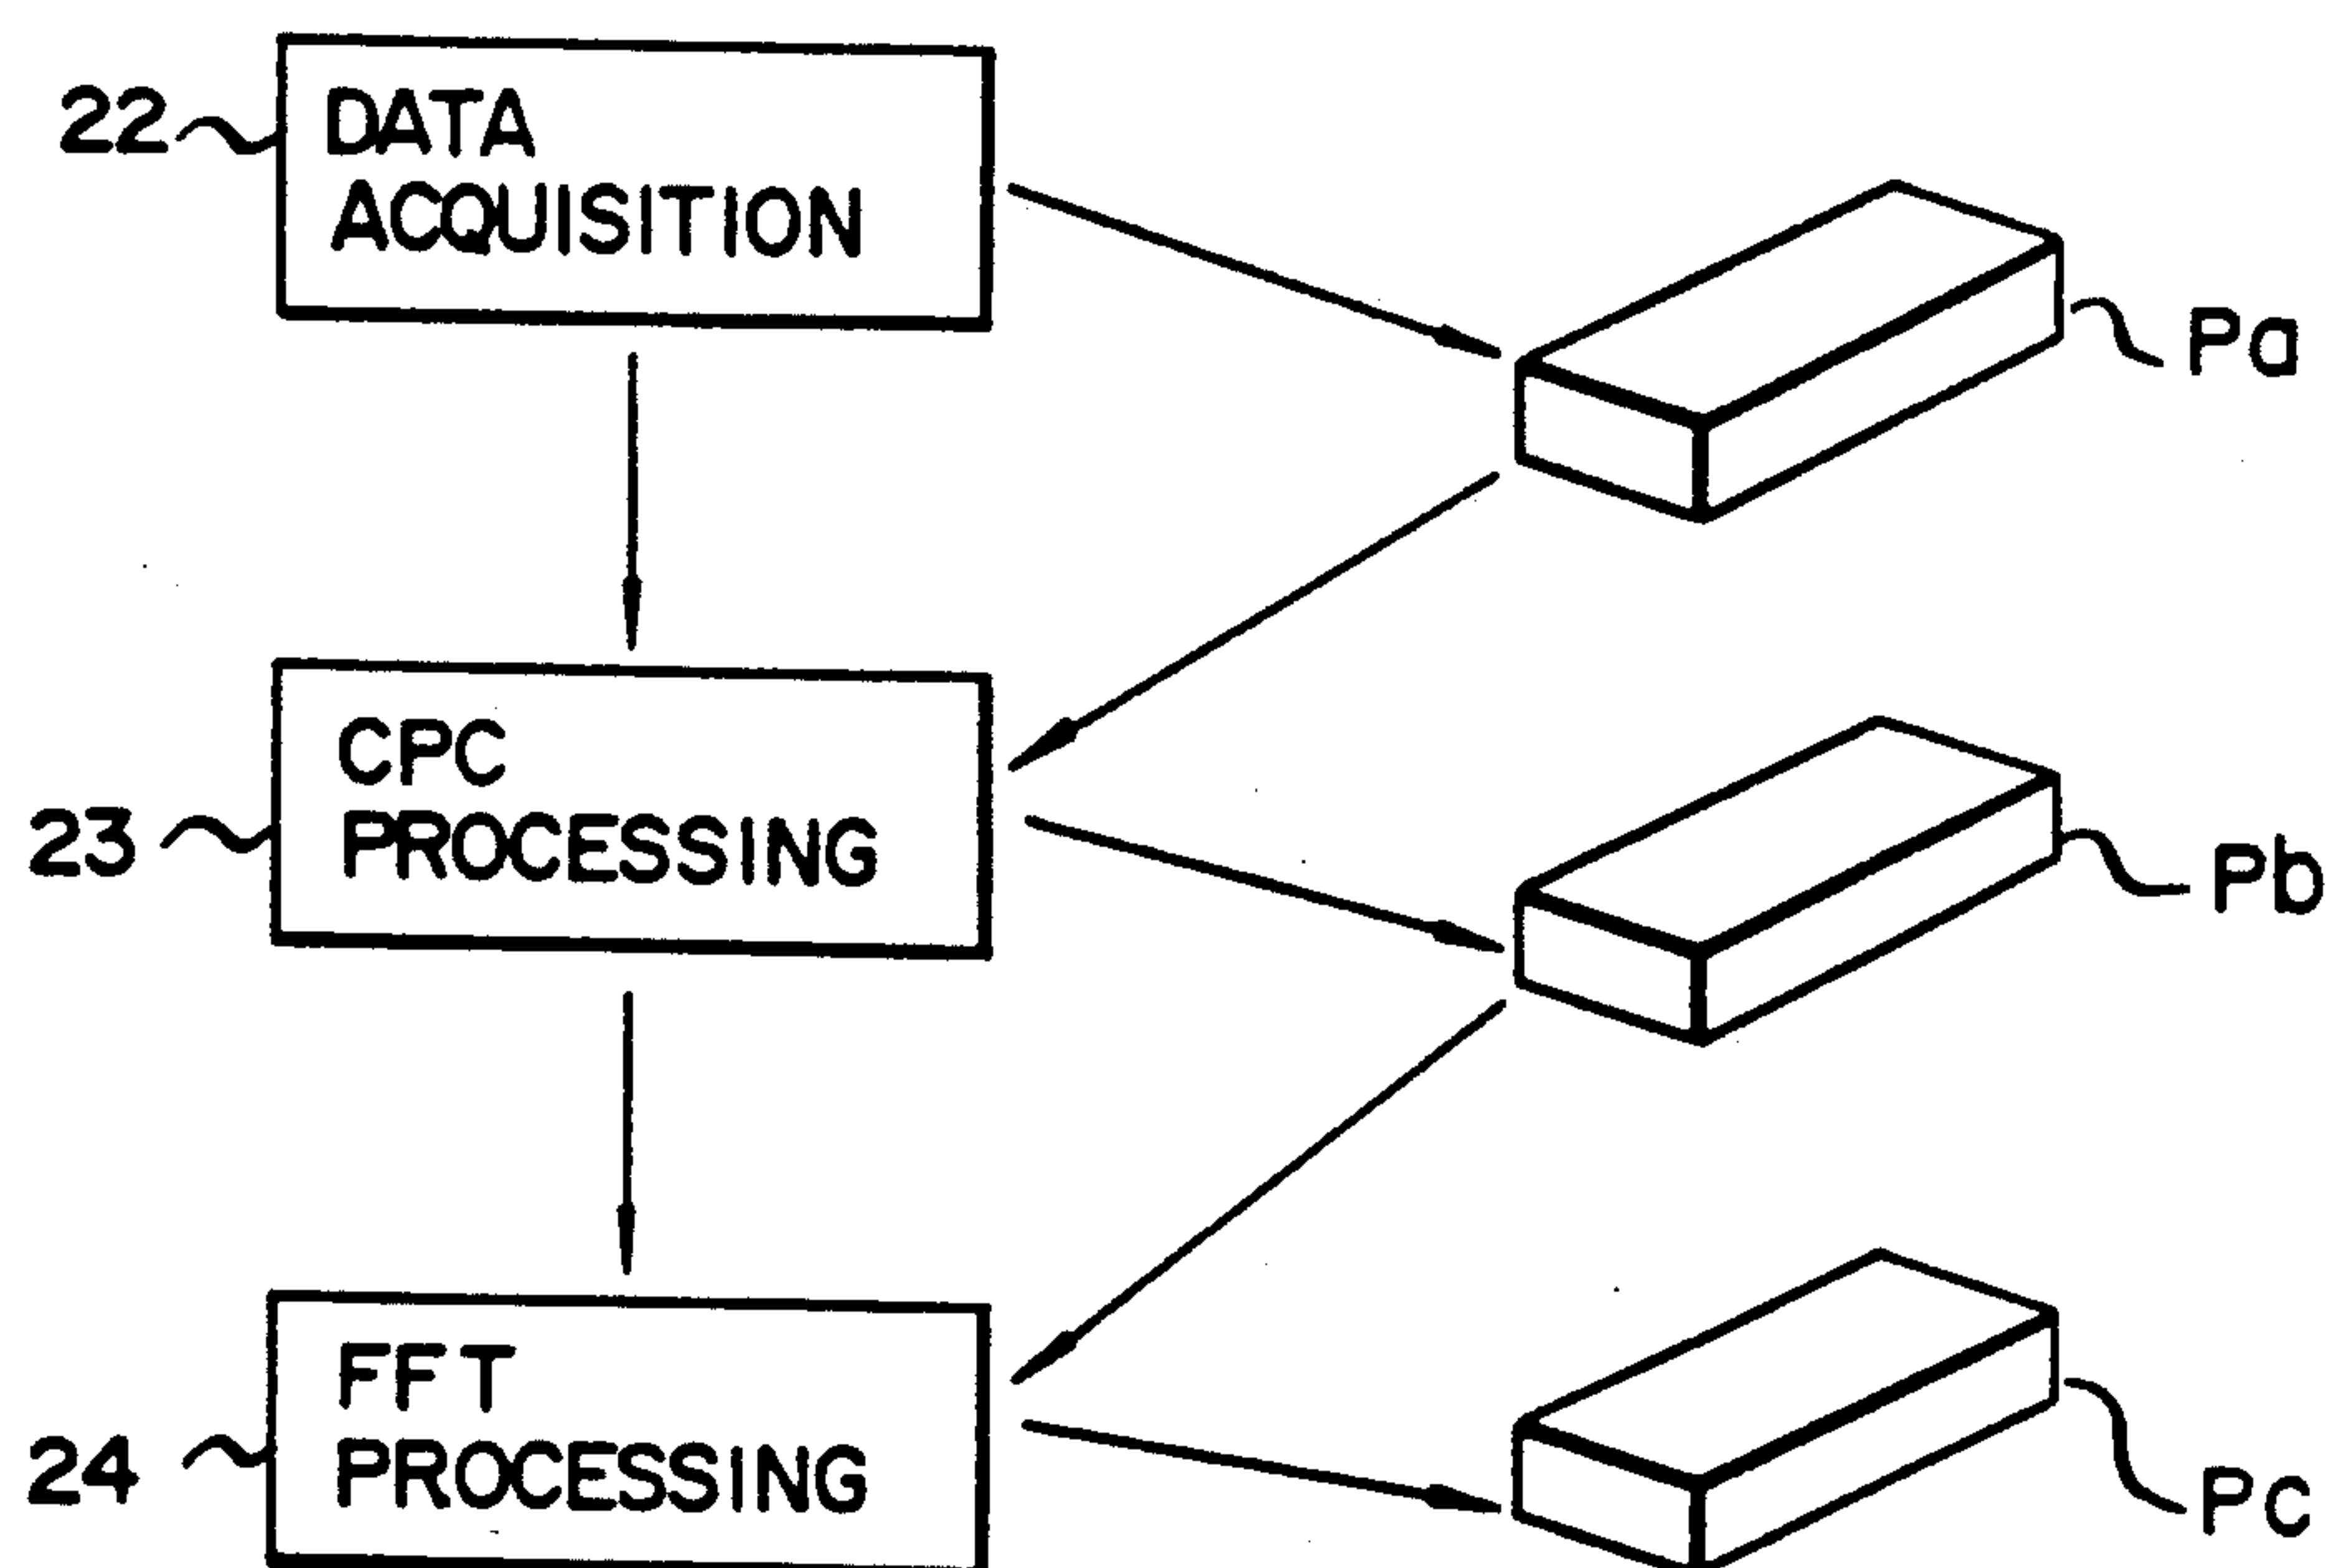 22
DATA
ACQUISITION
Pa
CPC
23
PROCESSING
Pb
FFT
24
PROCESSING
Pc